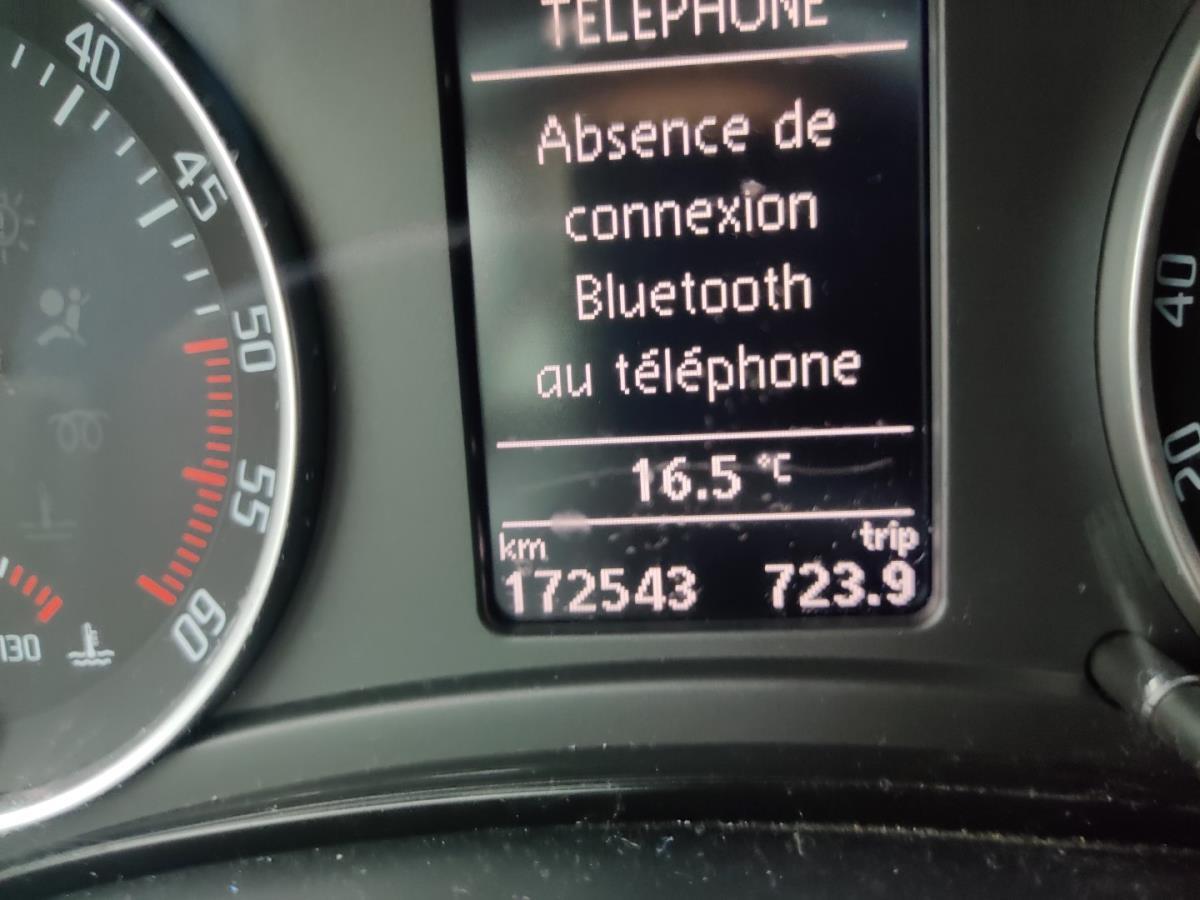 TELEPHONE
Absence de
connexion
Bluetooth
au téléphone
16.5 °C
km trip
172543 723.9
40
45
50
55
60
130
40
20